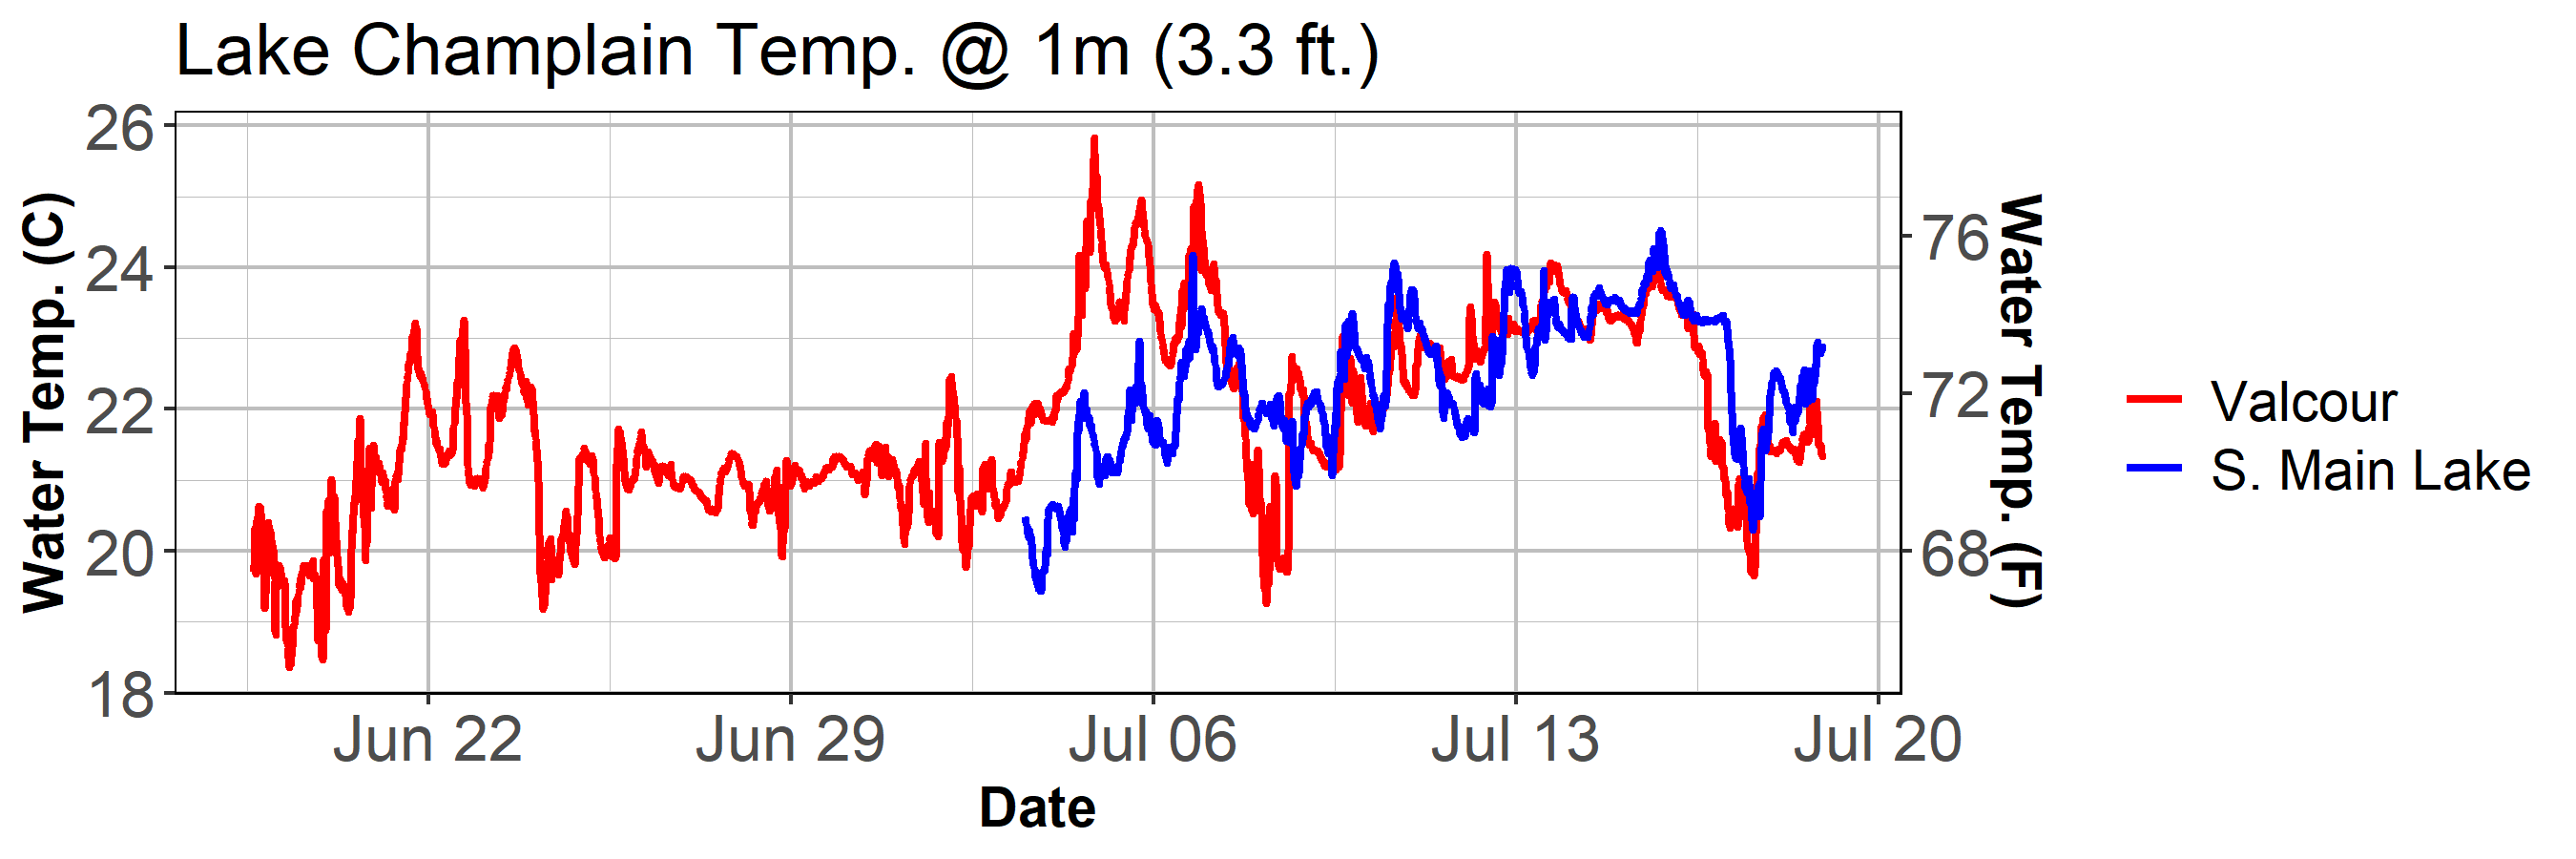 Lake Champlain Temp. @ 1m (3.3 ft.)
26
24
22
20
18
Water Temp. (C)
76
72
68
Water Temp. (F)
Jun 22
Jun 29
Jul 06
Jul 13
Jul 20
Date
Valcour
S. Main Lake